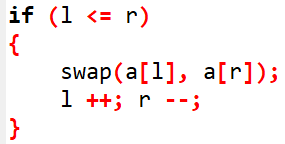 if (l <= r)
{
    swap(a[l], a[r]);
    l ++; r --;
}